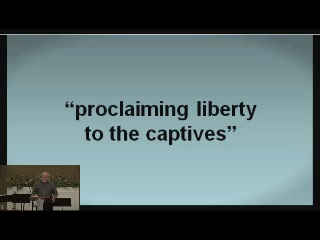 “proclaiming liberty
to the captives”